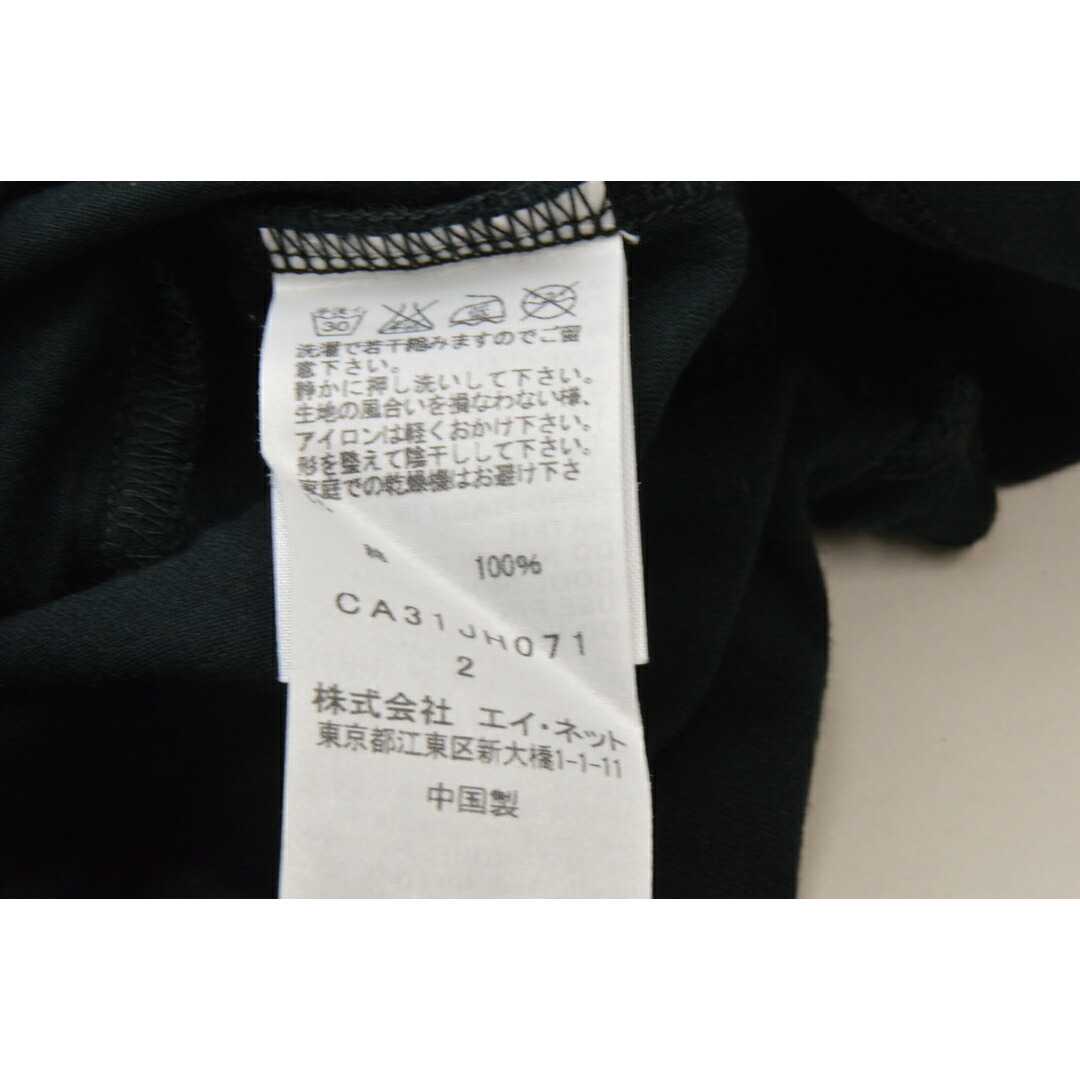 30
洗濯で若干縮みますのでご留
意下さい。
静かに押し洗いして下さい。
生地の風合いを損なわない様、
アイロンは軽くおかけ下さい。
形を整えて陰干しして下さい。
家庭での乾燥機はお避け下さ
100%
CA31JH071
2
株式会社 エイ・ネット
東京都江東区新大橋1-1-11
中国製